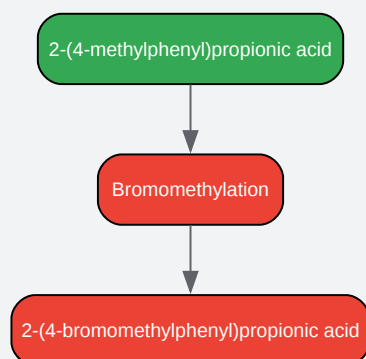 2-(4-methylphenyl)propionic acid
Bromomethylation
2-(4-bromomethylphenyl)propionic acid